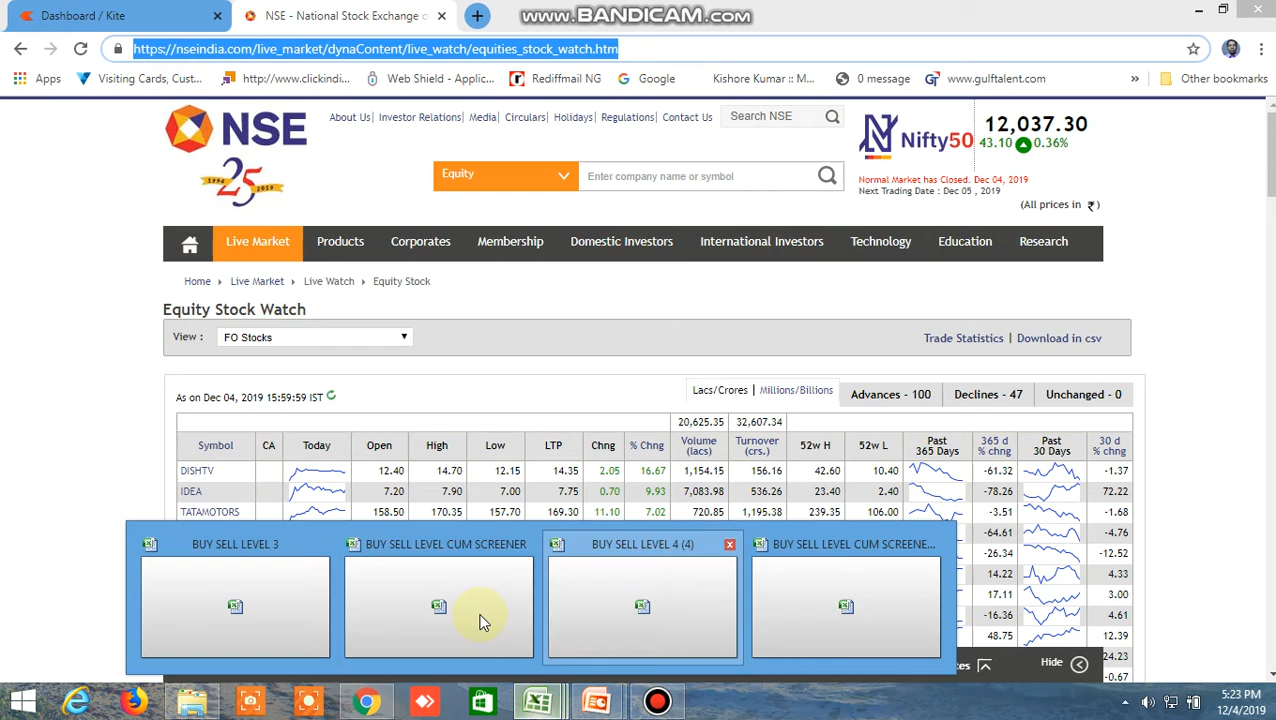 Dashboard / Kite
NSE - National Stock Exchange o
www.BANDICAM.com
https://nseindia.com/live_market/dynaContent/live_watch/equities_stock_watch.htm
Apps
Visiting Cards, Cust...
http://www.clickindi...
Web Shield - Applic...
Rediffmail NG
Google
Kishore Kumar :: M...
0 message
www.gulftalent.com
»
Other bookmarks
NSE
1994 25 2019
About Us| Investor Relations| Media| Circulars| Holidays| Regulations| Contact Us
Search NSE
Nifty50
12,037.30
43.10 0.36%
Equity
Enter company name or symbol
Normal Market has Closed. Dec 04, 2019
Next Trading Date : Dec 05 , 2019
(All prices in ₹)
Live Market Products Corporates Membership Domestic Investors International Investors Technology Education Research
Home Live Market Live Watch Equity Stock
Equity Stock Watch
View : FO Stocks
Trade Statistics | Download in csv
As on Dec 04, 2019 15:59:59 IST
Lacs/Crores | Millions/Billions
Advances - 100 Declines - 47 Unchanged - 0
20,625.35 32,607.34
Symbol CA Today Open High Low LTP Chng % Chng Volume (lacs) Turnover (crs.) 52w H 52w L Past 365 Days 365 d % chng Past 30 Days 30 d % chng
DISHTV 12.40 14.70 12.15 14.35 2.05 16.67 1,154.15 156.16 42.60 10.40 -61.32 -1.37
IDEA 7.20 7.90 7.00 7.75 0.70 9.93 7,083.98 536.26 23.40 2.40 -78.26 72.22
TATAMOTORS 158.50 170.35 157.70 169.30 11.10 7.02 720.85 1,195.38 239.35 106.00 -3.51 -1.68
-64.61 -4.76
-26.34 -12.52
14.22 4.33
17.11 3.00
-16.36 4.61
48.75 12.39
24.23
-0.67
BUY SELL LEVEL 3
BUY SELL LEVEL CUM SCREENER
BUY SELL LEVEL 4 (4)
BUY SELL LEVEL CUM SCREENE...
Hide
5:23 PM
12/4/2019